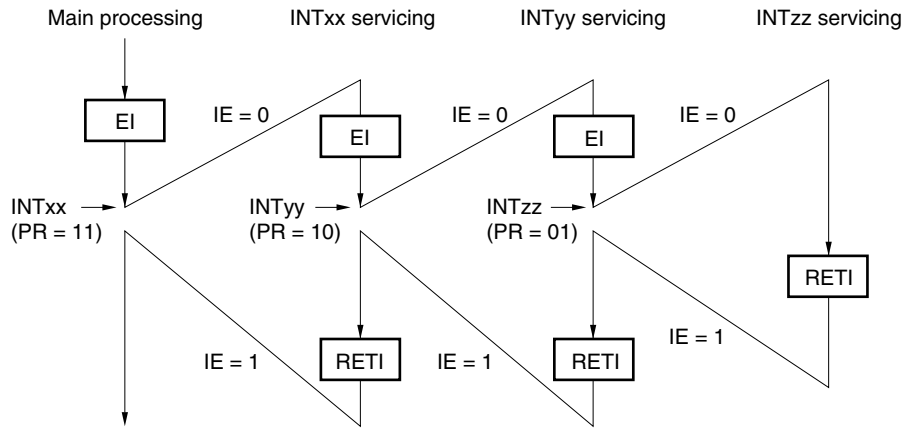 Main processing
INTxx servicing
INTyy servicing
INTzz servicing
EI
IE = 0
EI
IE = 0
EI
IE = 0
INTxx
(PR = 11)
INTyy
(PR = 10)
INTzz
(PR = 01)
RETI
IE = 1
RETI
IE = 1
RETI
IE = 1